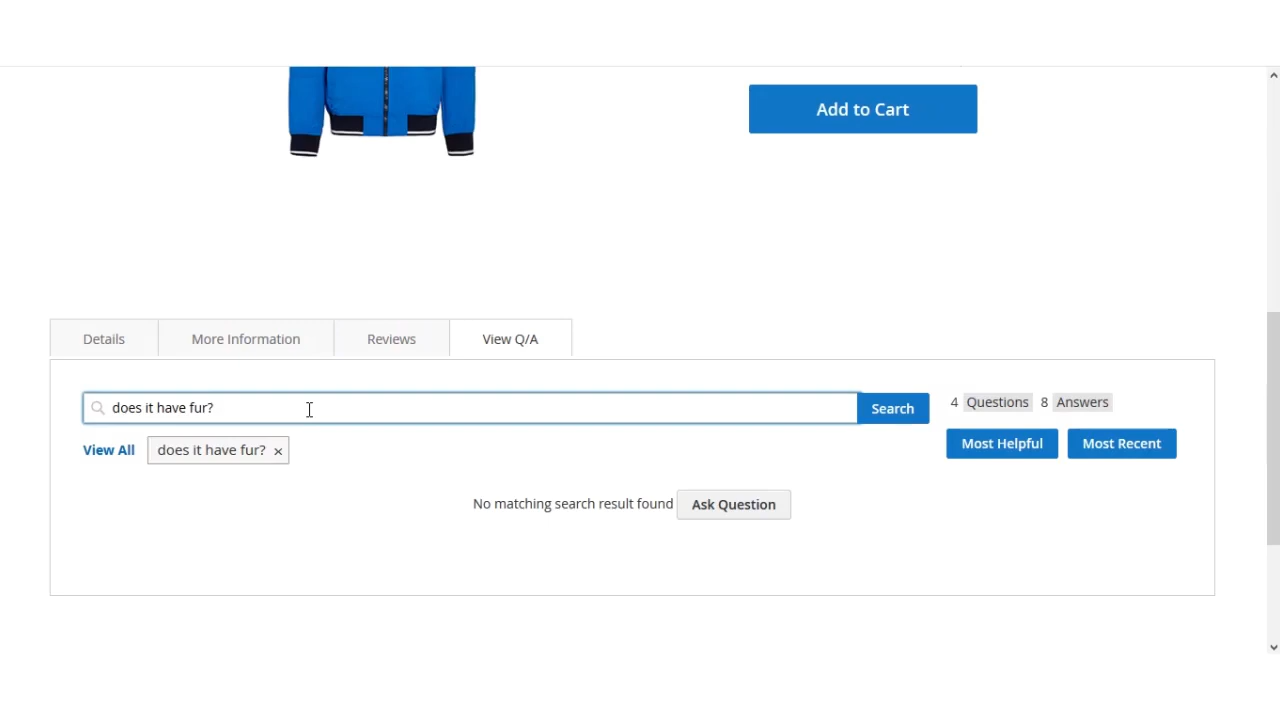 Add to Cart
Details
More Information
Reviews
View Q/A
does it have fur?
Search
4 Questions 8 Answers
View All
does it have fur? ×
Most Helpful
Most Recent
No matching search result found
Ask Question